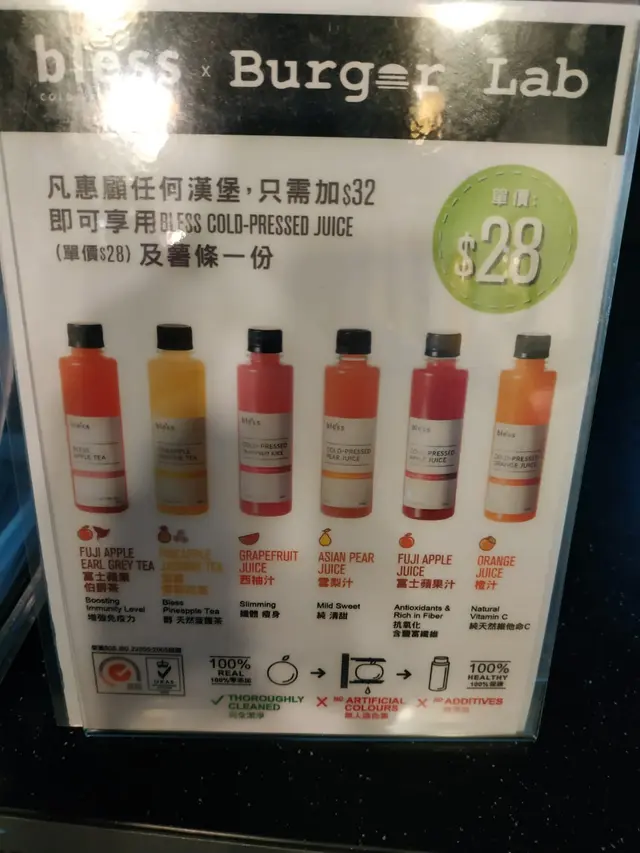 bless x Burger Lab
凡惠顧任何漢堡，只需加$32
即可享用BLESS COLD-PRESSED JUICE
(單價$28) 及薯條一份
單價:
$28
FUJI APPLE
EARL GREY TEA
富士蘋果
伯爵茶
Boosting
Immunity Level
增強免疫力
Bless
Pineapple Tea
GRAPEFRUIT
JUICE
西柚汁
Slimming
纖體 瘦身
ASIAN PEAR
JUICE
雪梨汁
Mild Sweet
純 清甜
FUJI APPLE
JUICE
富士蘋果汁
Antioxidants &
Rich in Fiber
抗氧化
含豐富纖維
ORANGE
JUICE
橙汁
Natural
Vitamin C
純天然維他命C
100%
REAL
THOROUGHLY
CLEANED
NO ARTIFICIAL
COLOURS
無人造色素
NO ADDITIVES
100%
HEALTHY